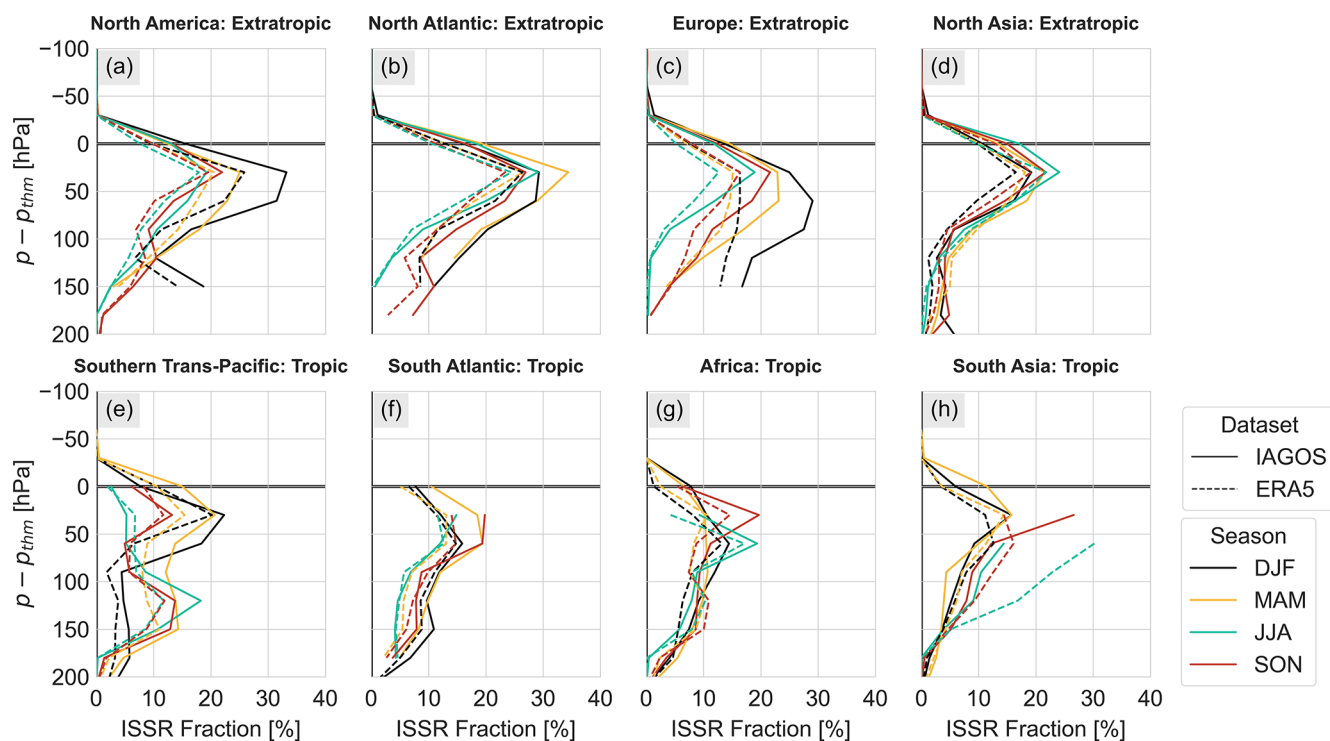 North America: Extratropic
North Atlantic: Extratropic
Europe: Extratropic
North Asia: Extratropic
(a)
(b)
(c)
(d)
−100
−50
0
50
100
150
200
p − pthm [hPa]
Southern Trans-Pacific: Tropic
South Atlantic: Tropic
Africa: Tropic
South Asia: Tropic
(e)
(f)
(g)
(h)
−100
−50
0
50
100
150
200
p − pthm [hPa]
0 10 20 30 40
0 10 20 30 40
0 10 20 30 40
0 10 20 30 40
ISSR Fraction [%]
ISSR Fraction [%]
ISSR Fraction [%]
ISSR Fraction [%]
Dataset
IAGOS
ERA5
Season
DJF
MAM
JJA
SON